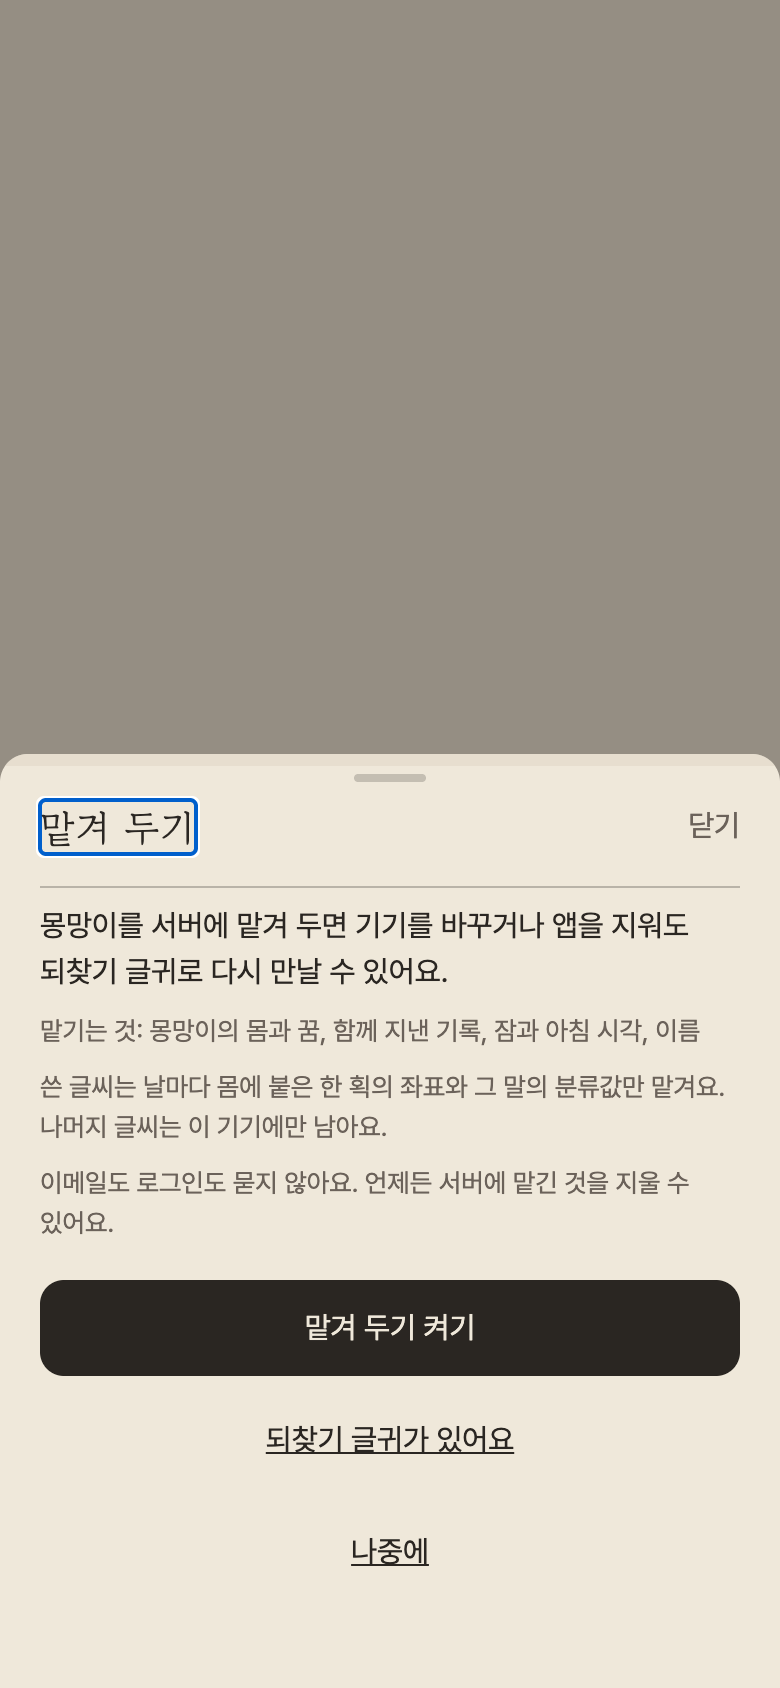 맡겨 두기
닫기
몽망이를 서버에 맡겨 두면 기기를 바꾸거나 앱을 지워도
되찾기 글귀로 다시 만날 수 있어요.
맡기는 것: 몽망이의 몸과 꿈, 함께 지낸 기록, 잠과 아침 시각, 이름
쓴 글씨는 날마다 몸에 붙은 한 획의 좌표와 그 말의 분류값만 맡겨요.
나머지 글씨는 이 기기에만 남아요.
이메일도 로그인도 묻지 않아요. 언제든 서버에 맡긴 것을 지울 수
있어요.
맡겨 두기 켜기
되찾기 글귀가 있어요
나중에